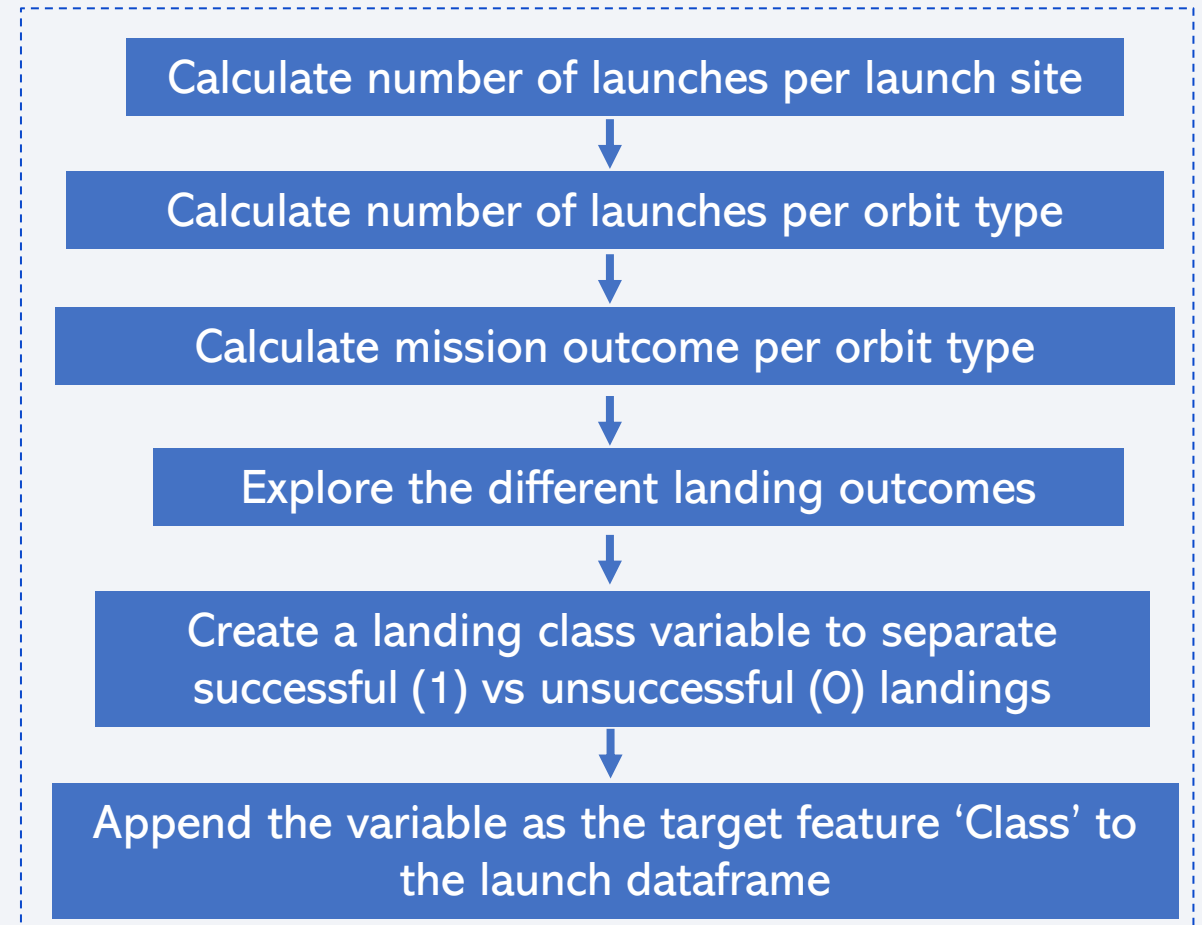 Calculate number of launches per launch site
Calculate number of launches per orbit type
Calculate mission outcome per orbit type
Explore the different landing outcomes
Create a landing class variable to separate
successful (1) vs unsuccessful (0) landings
Append the variable as the target feature ‘Class’ to
the launch dataframe